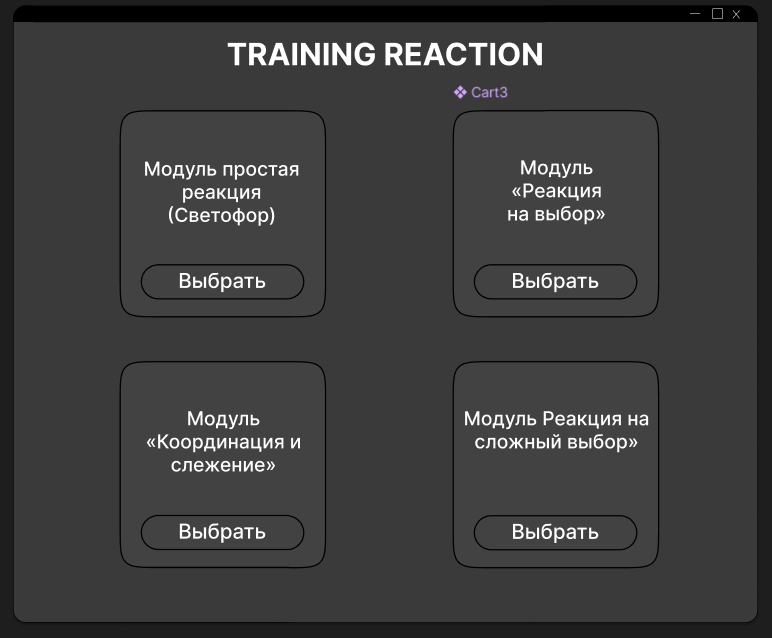 TRAINING REACTION
Cart3
Модуль простая
реакция
(Светофор)
Выбрать
Модуль
«Реакция
на выбор»
Выбрать
Модуль
«Координация и
слежение»
Выбрать
Модуль Реакция на
сложный выбор»
Выбрать